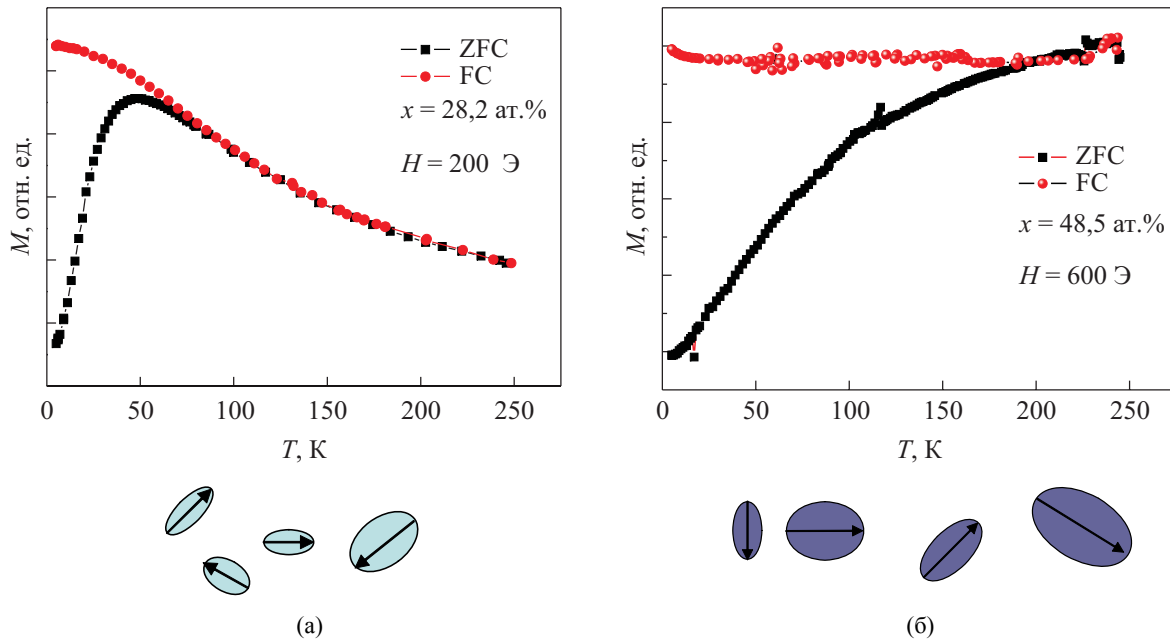 ZFC
FC
x = 28,2 ат.%
H = 200 Э
M, отн. ед.
0 50 100 150 200 250
T, К
(а)
ZFC
FC
x = 48,5 ат.%
H = 600 Э
M, отн. ед.
0 50 100 150 200 250
T, К
(б)